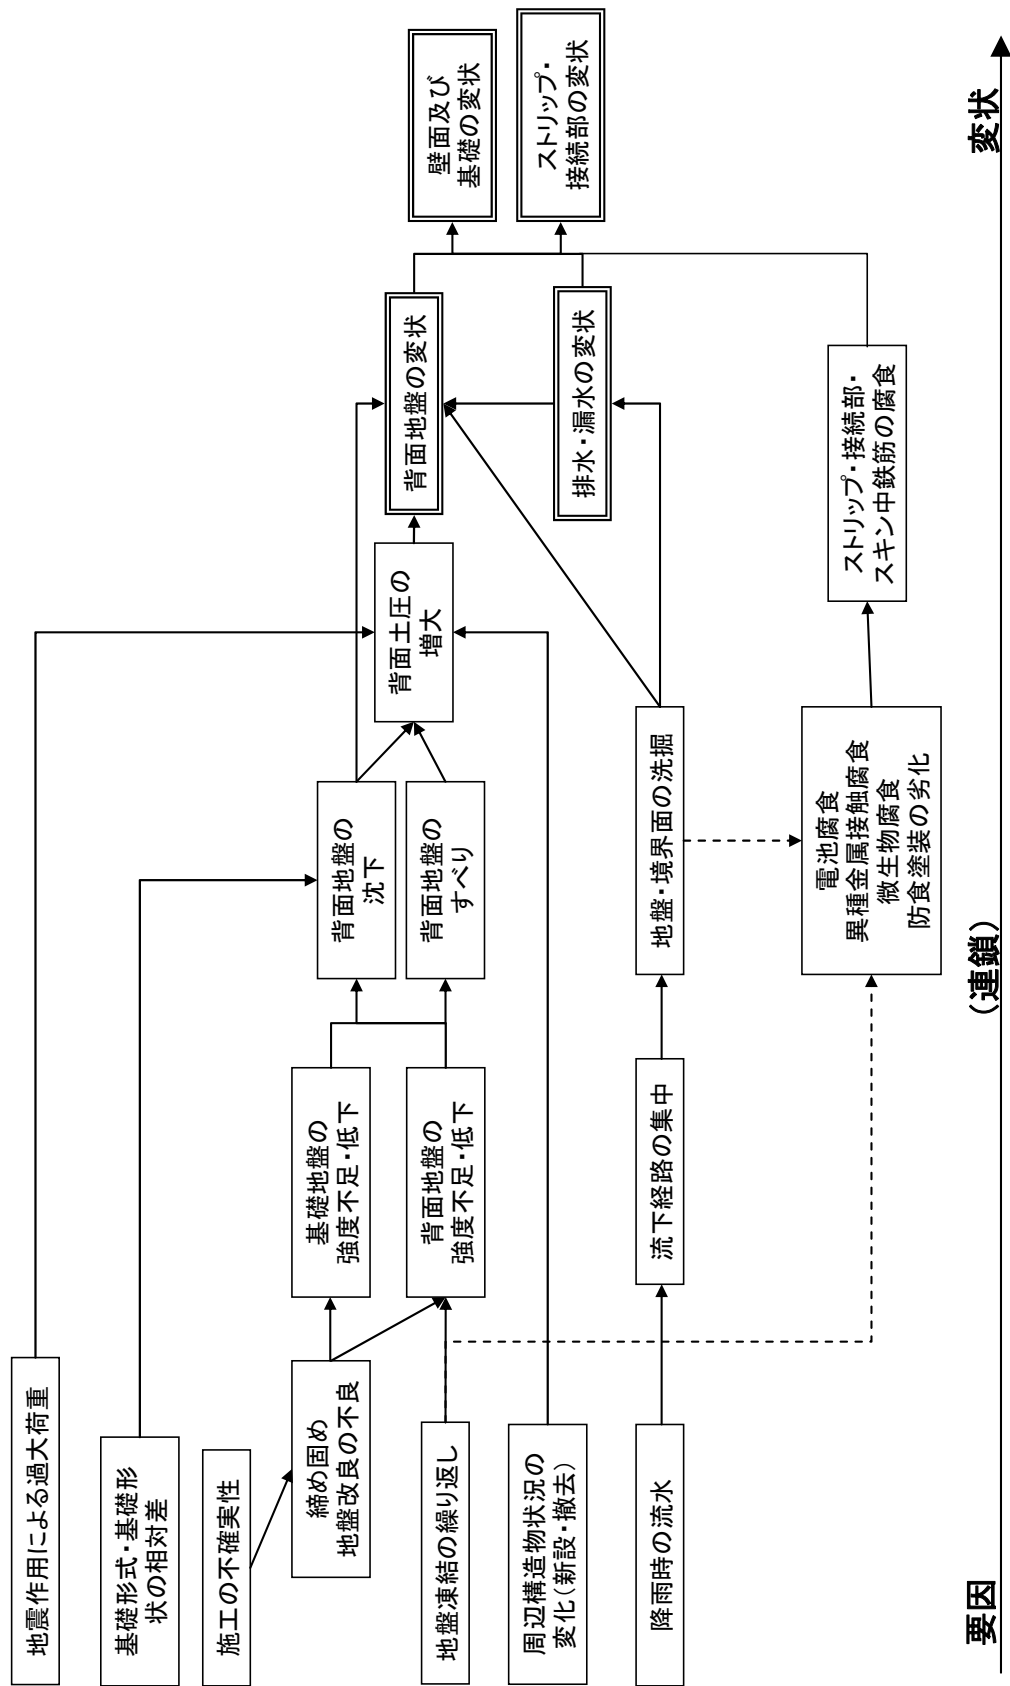 地震作用による過大荷重
基礎形式・基礎形
状の相対差
施工の不確実性
締め固め
地盤改良の不良
地盤凍結の繰り返し
周辺構造物状況の
変化(新設・撤去)
降雨時の流水
基礎地盤の
強度不足・低下
背面地盤の
強度不足・低下
流下経路の集中
背面地盤の
沈下
背面地盤の
すべり
地盤・境界面の洗掘
電池腐食
異種金属接触腐食
微生物腐食
防食塗装の劣化
背面土圧の
増大
背面地盤の変状
排水・漏水の変状
ストリップ・接続部・
スキン中鉄筋の腐食
壁面及び
基礎の変状
ストリップ・
接続部の変状
要因
(連鎖)
変状